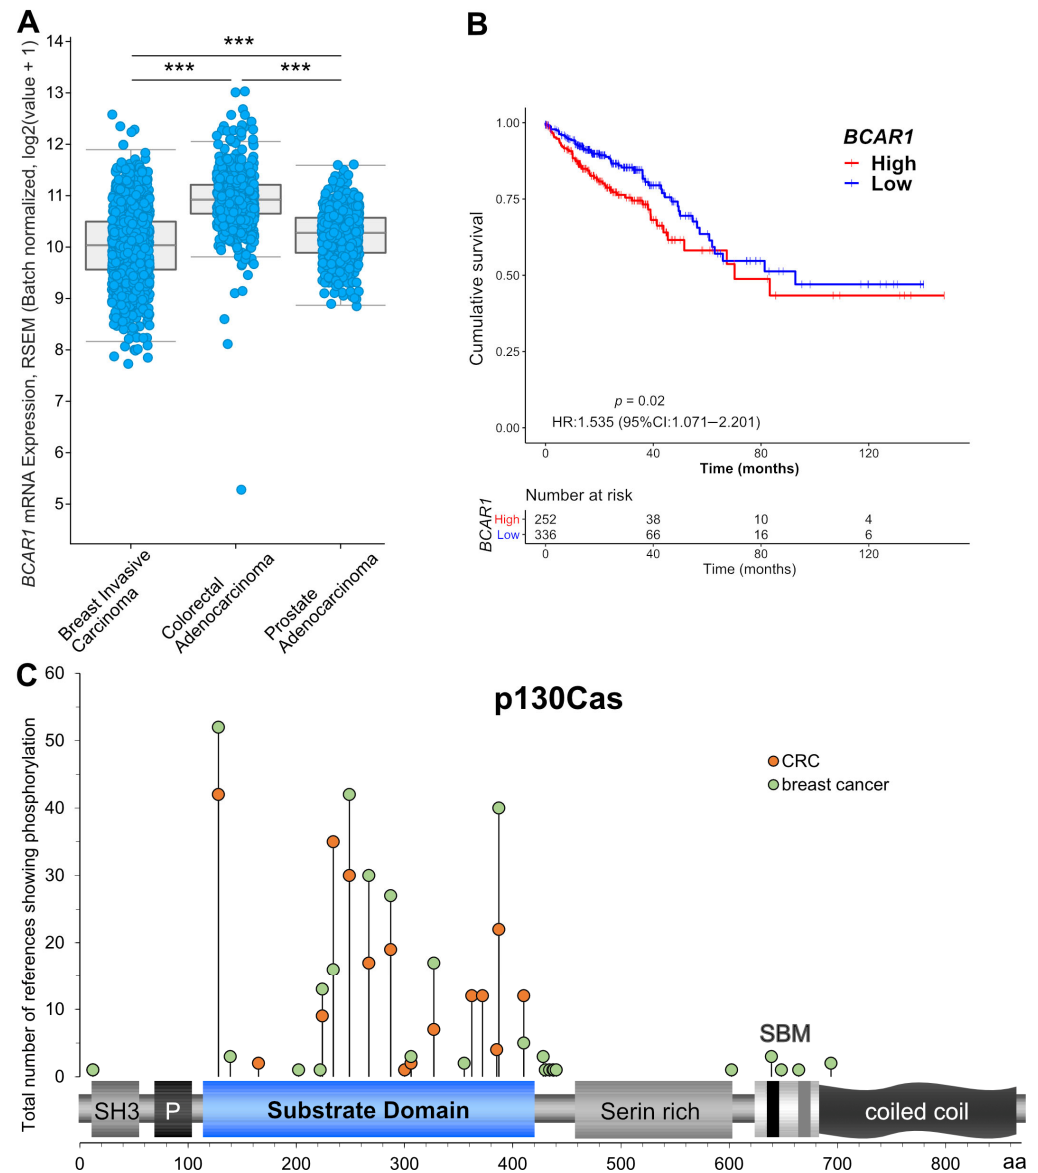 A
BCAR1 mRNA Expression, RSEM (Batch normalized, log2(value + 1)
14
13
12
11
10
9
8
7
6
5
***
*** ***
Breast Invasive
Carcinoma
Colorectal
Adenocarcinoma
Prostate
Adenocarcinoma
B
Cumulative survival
1.00
0.75
0.50
0.25
0.00
BCAR1
High
Low
p = 0.02
HR:1.535 (95%CI:1.071–2.201)
0 40 80 120
Time (months)
Number at risk
BCAR1
High 252 38 10 4
Low 336 66 16 6
0 40 80 120
Time (months)
C
p130Cas
Total number of references showing phosphorylation
60
50
40
30
20
10
0
CRC
breast cancer
SBM
SH3 P Substrate Domain Serin rich coiled coil
0 100 200 300 400 500 600 700 800 aa